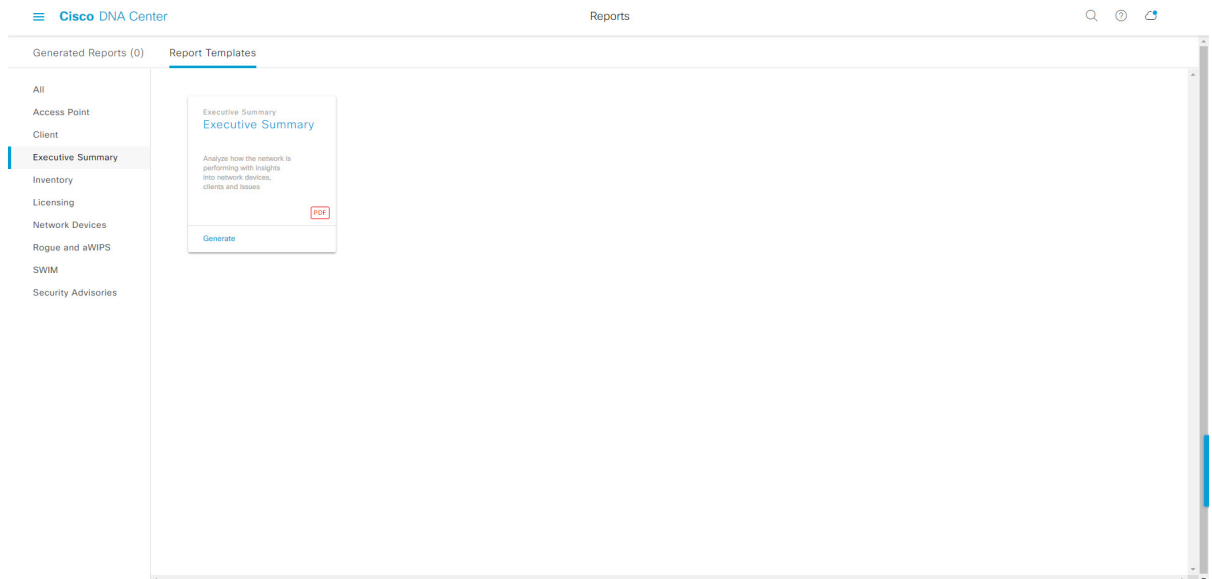 Cisco DNA Center
Reports
Generated Reports (0)
Report Templates
All
Access Point
Client
Executive Summary
Inventory
Licensing
Network Devices
Rogue and aWIPS
SWIM
Security Advisories
Executive Summary
Executive Summary
Analyze how the network is
performing with insights
into network devices,
clients and Issues
PDF
Generate